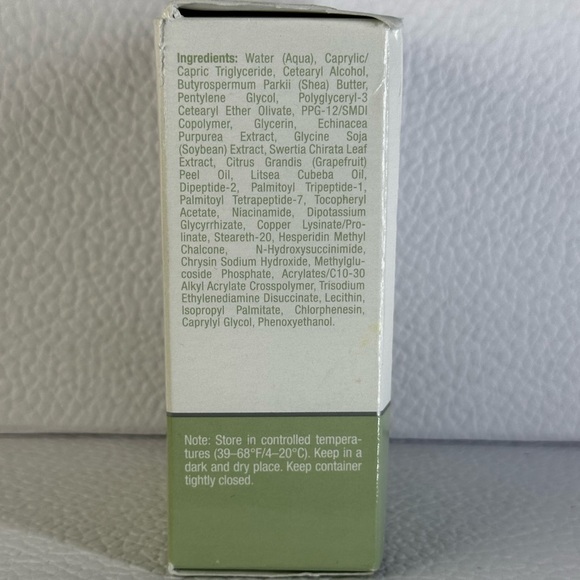 Ingredients: Water (Aqua), Caprylic/
Capric Triglyceride, Cetearyl Alcohol,
Butyrospermum Parkii (Shea) Butter,
Pentylene Glycol, Polyglyceryl-3
Cetearyl Ether Olivate, PPG-12/SMDI
Copolymer, Glycerin, Echinacea
Purpurea Extract, Glycine Soja
(Soybean) Extract, Swertia Chirata Leaf
Extract, Citrus Grandis (Grapefruit)
Peel Oil, Litsea Cubeba Oil,
Dipeptide-2, Palmitoyl Tripeptide-1,
Palmitoyl Tetrapeptide-7, Tocopheryl
Acetate, Niacinamide, Dipotassium
Glycyrrhizate, Copper Lysinate/Pro-
linate, Steareth-20, Hesperidin Methyl
Chalcone, N-Hydroxysuccinimide,
Chrysin Sodium Hydroxide, Methylglu-
coside Phosphate, Acrylates/C10-30
Alkyl Acrylate Crosspolymer, Trisodium
Ethylenediamine Disuccinate, Lecithin,
Isopropyl Palmitate, Chlorphenesin,
Caprylyl Glycol, Phenoxyethanol.
Note: Store in controlled tempera-
tures (39–68°F/4–20°C). Keep in a
dark and dry place. Keep container
tightly closed.